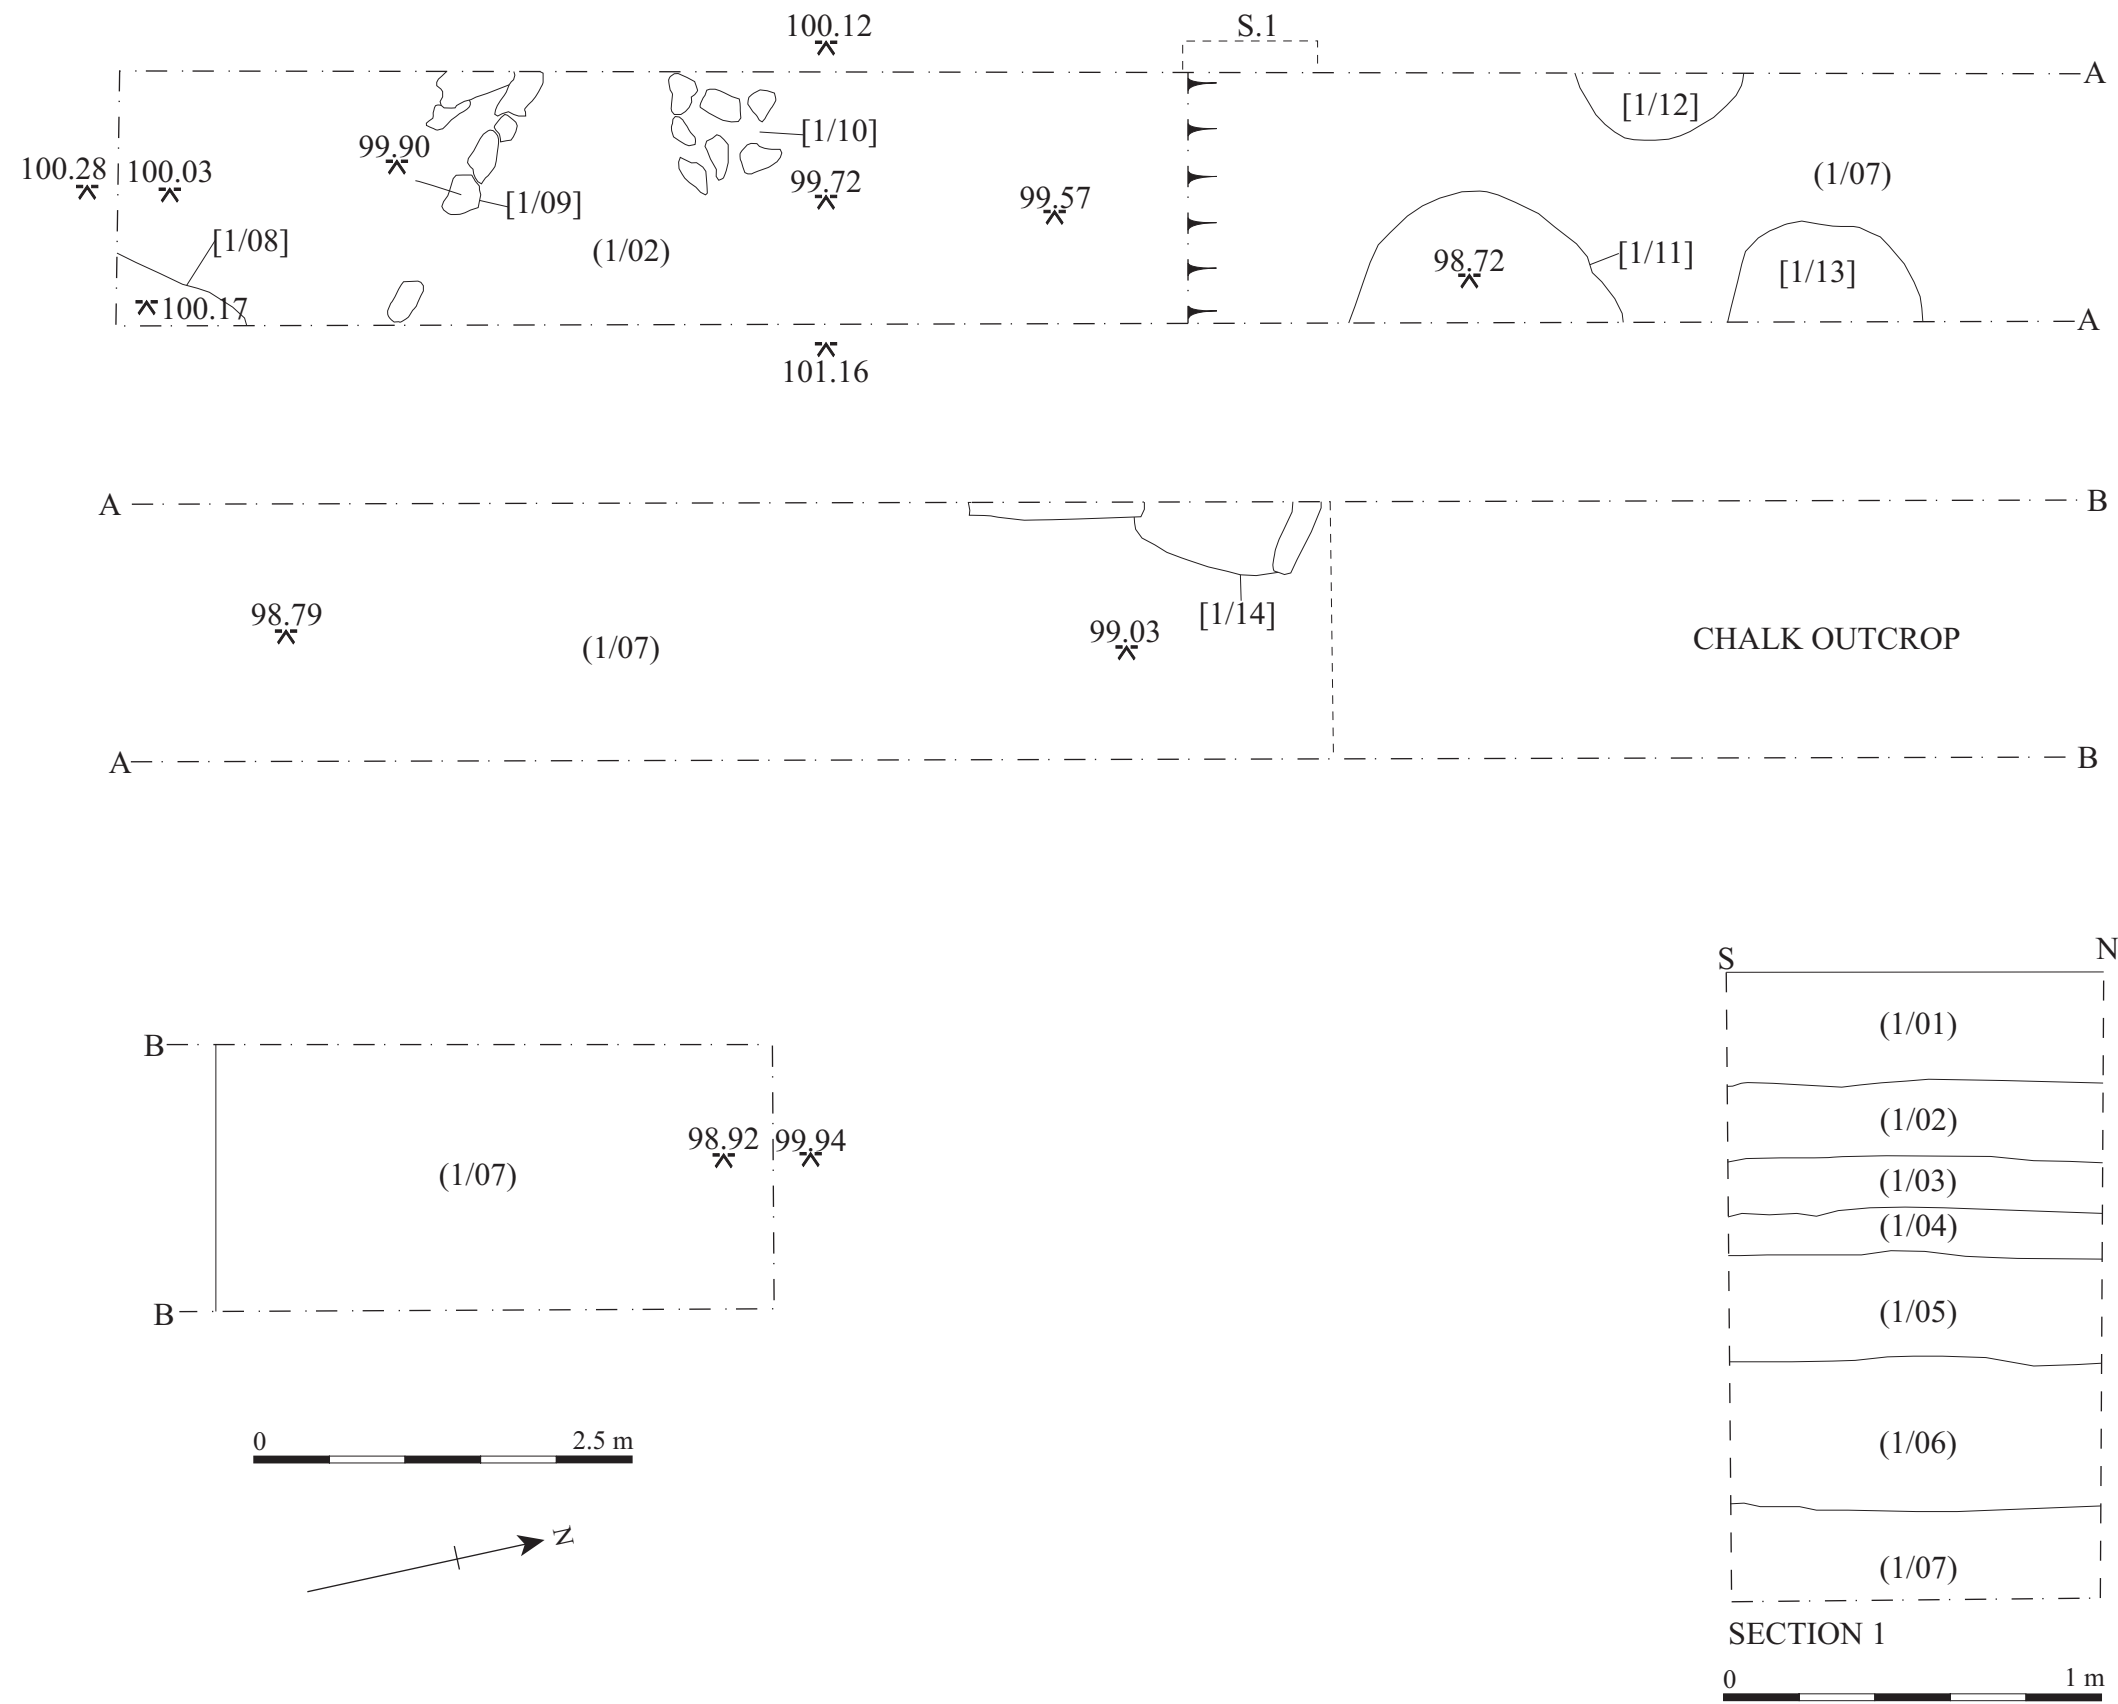 100.12
S.1
A
[1/12]
[1/10]
99.90
100.28
100.03
99.72
99.57
(1/07)
[1/09]
[1/08]
(1/02)
[1/11]
98.72
[1/13]
100.17
A
101.16
A
B
98.79
[1/14]
99.03
(1/07)
CHALK OUTCROP
A
B
S
N
(1/01)
B
(1/02)
98.92
99.94
(1/07)
(1/03)
(1/04)
B
(1/05)
0
2.5 m
(1/06)
N
(1/07)
SECTION 1
0
1 m